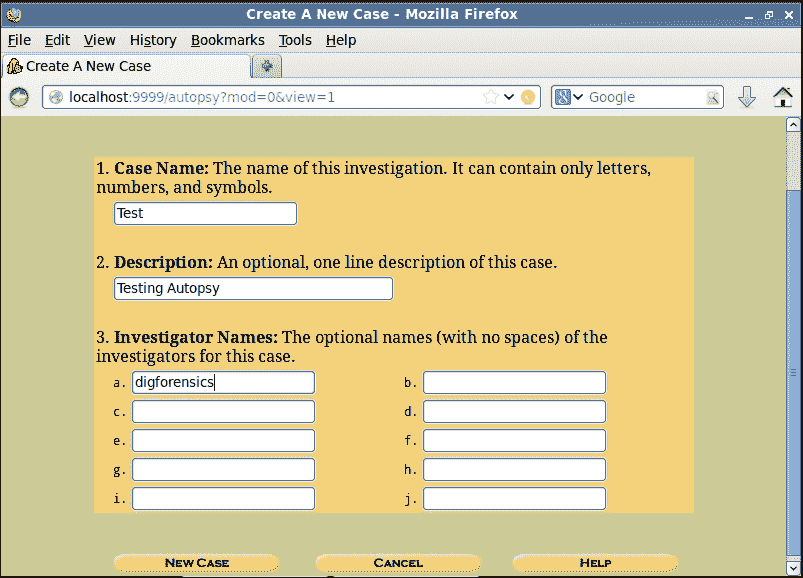 Create A New Case - Mozilla Firefox
File Edit View History Bookmarks Tools Help
Create A New Case
localhost:9999/autopsy?mod=0&view=1
Google
1. Case Name: The name of this investigation. It can contain only letters,
numbers, and symbols.
Test
2. Description: An optional, one line description of this case.
Testing Autopsy
3. Investigator Names: The optional names (with no spaces) of the
investigators for this case.
a. digforensics b.
c. d.
e. f.
g. h.
i. j.
NEW CASE CANCEL HELP